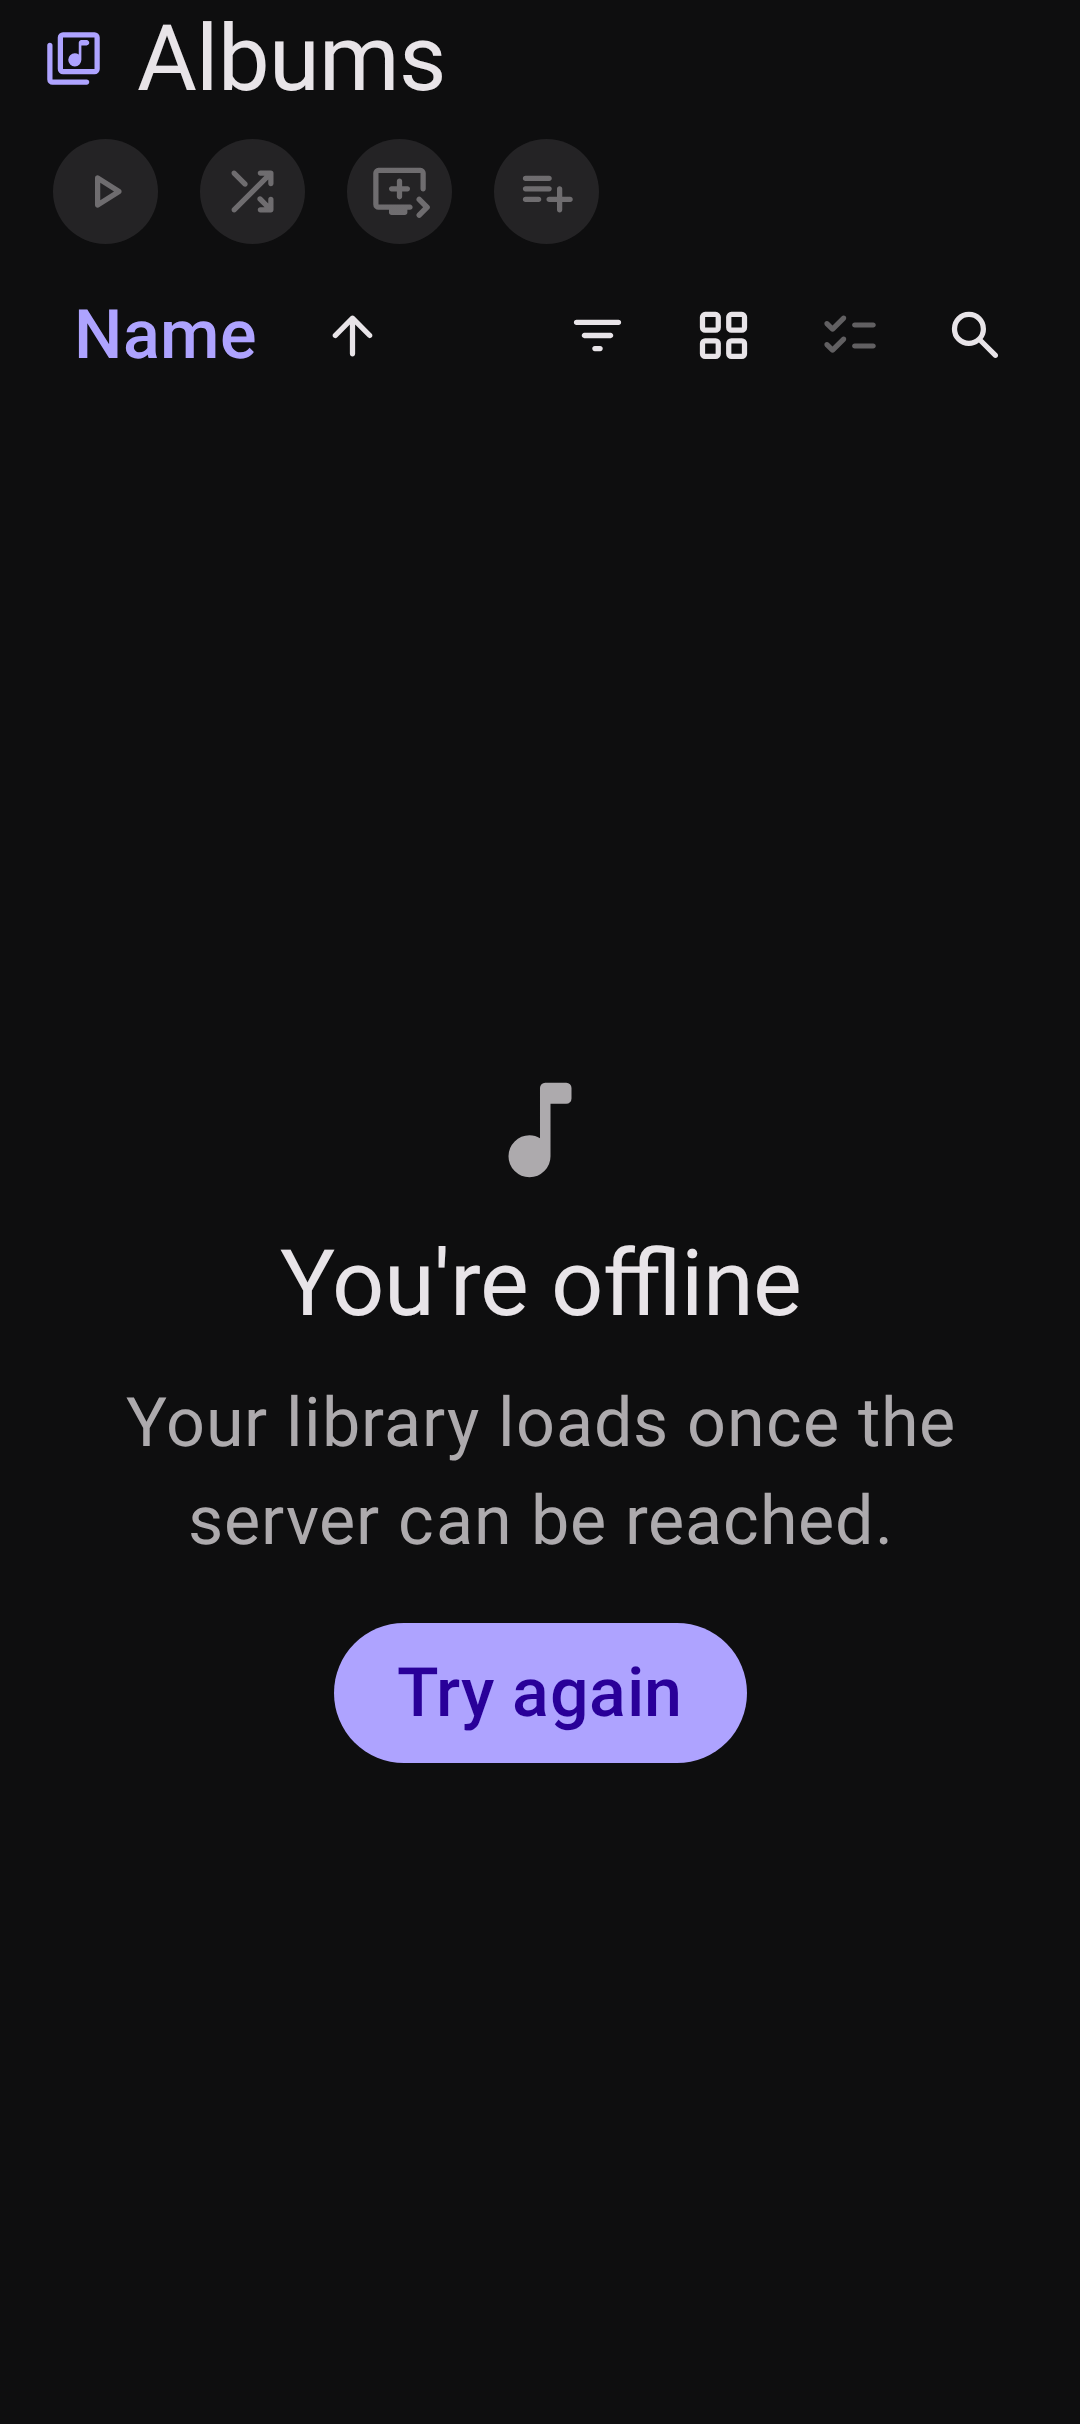 Albums
Name
You're offline
Your library loads once the
server can be reached.
Try again